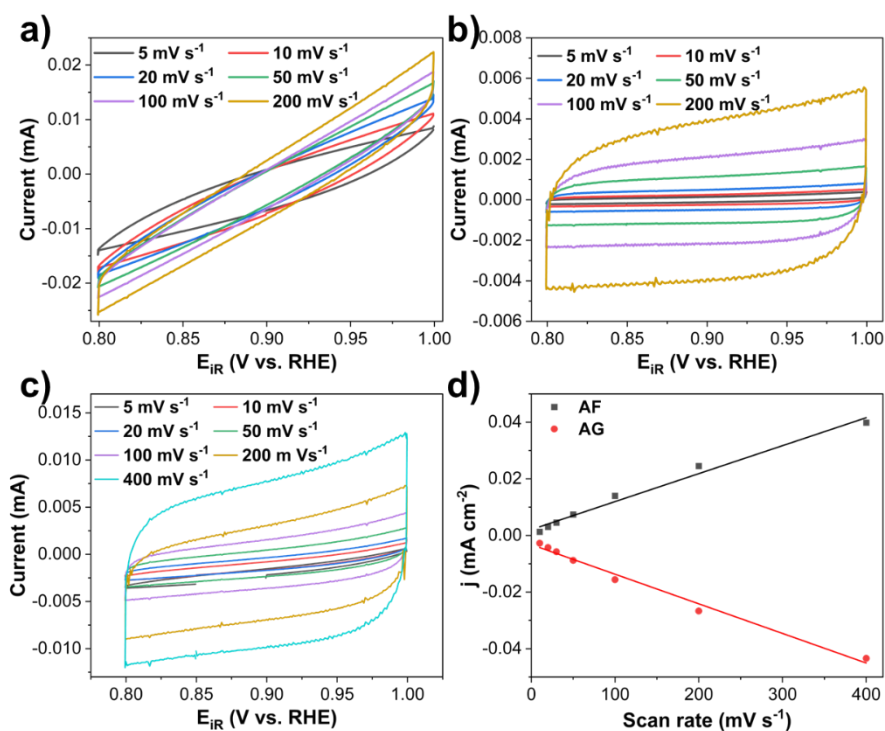 a)
5 mV s⁻¹ 10 mV s⁻¹
20 mV s⁻¹ 50 mV s⁻¹
100 mV s⁻¹ 200 mV s⁻¹
0.02
0.01
0.00
-0.01
-0.02
Current (mA)
0.80 0.85 0.90 0.95 1.00
E_iR (V vs. RHE)
b)
5 mV s⁻¹ 10 mV s⁻¹
20 mV s⁻¹ 50 mV s⁻¹
100 mV s⁻¹ 200 mV s⁻¹
0.008
0.006
0.004
0.002
0.000
-0.002
-0.004
-0.006
Current (mA)
0.80 0.85 0.90 0.95 1.00
E_iR (V vs. RHE)
c)
5 mV s⁻¹ 10 mV s⁻¹
20 mV s⁻¹ 50 mV s⁻¹
100 mV s⁻¹ 200 m Vs⁻¹
400 mV s⁻¹
0.015
0.010
0.005
0.000
-0.005
-0.010
Current (mA)
0.80 0.85 0.90 0.95 1.00
E_iR (V vs. RHE)
d)
AF
AG
0.04
0.02
0.00
-0.02
-0.04
j (mA cm⁻²)
0 100 200 300 400
Scan rate (mV s⁻¹)